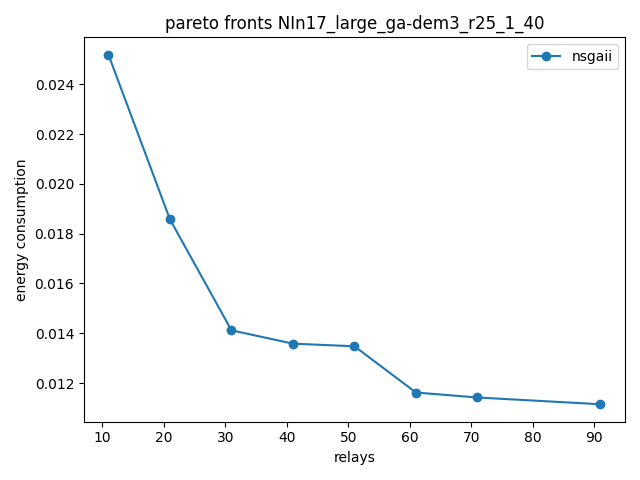 pareto fronts NIn17_large_ga-dem3_r25_1_40
nsgaii
energy consumption
0.024
0.022
0.020
0.018
0.016
0.014
0.012
10 20 30 40 50 60 70 80 90
relays